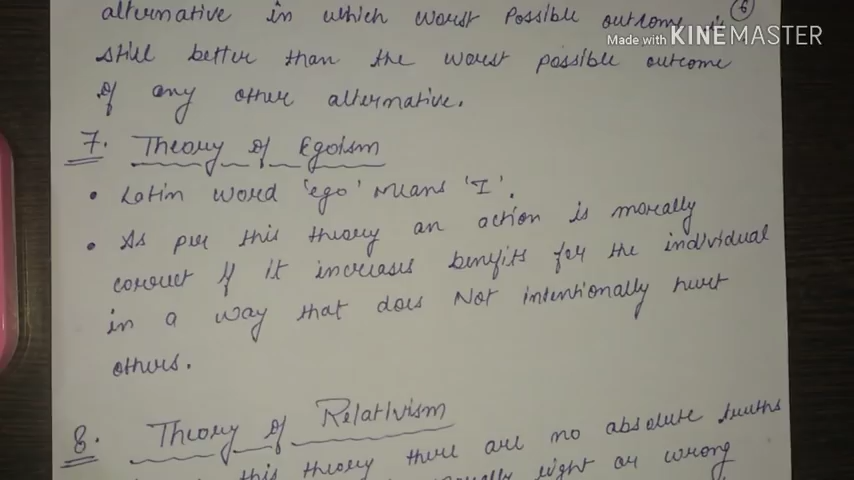 6
alternative in which worst Possible outcome is
Made with KINEMASTER
still better than the worst possible outcome
of any other alternative.
7. Theory of Egoism
• Latin word 'ego' means 'I'.
• As per this theory an action is morally
correct if it increases benefits for the individual
in a way that does Not intentionally hurt
others.
8. Theory of Relativism
this theory there are no absolute truths
right or wrong